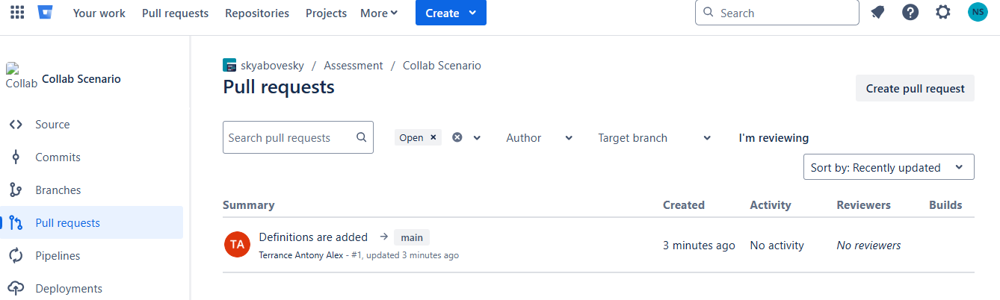 Your work Pull requests Repositories Projects More Create Search ? NS
Collab Collab Scenario
Source
Commits
Branches
Pull requests
Pipelines
Deployments
skyabovesky / Assessment / Collab Scenario
Pull requests
Create pull request
Search pull requests Open × Author Target branch I'm reviewing
Sort by: Recently updated
Summary Created Activity Reviewers Builds
TA Definitions are added → main 3 minutes ago No activity No reviewers
Terrance Antony Alex - #1, updated 3 minutes ago